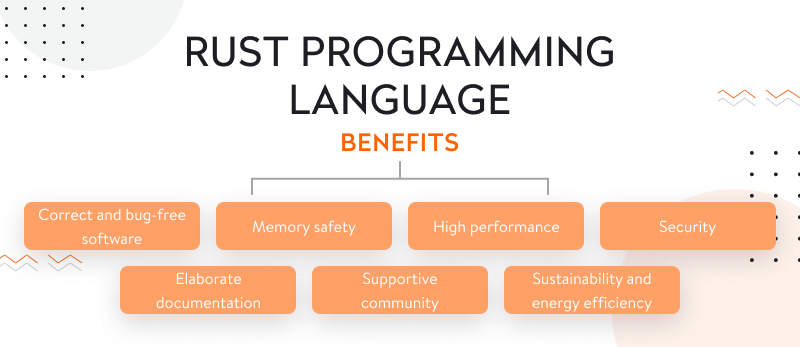 RUST PROGRAMMING
LANGUAGE
BENEFITS
Correct and bug-free
software
Memory safety
High performance
Security
Elaborate
documentation
Supportive
community
Sustainability and
energy efficiency